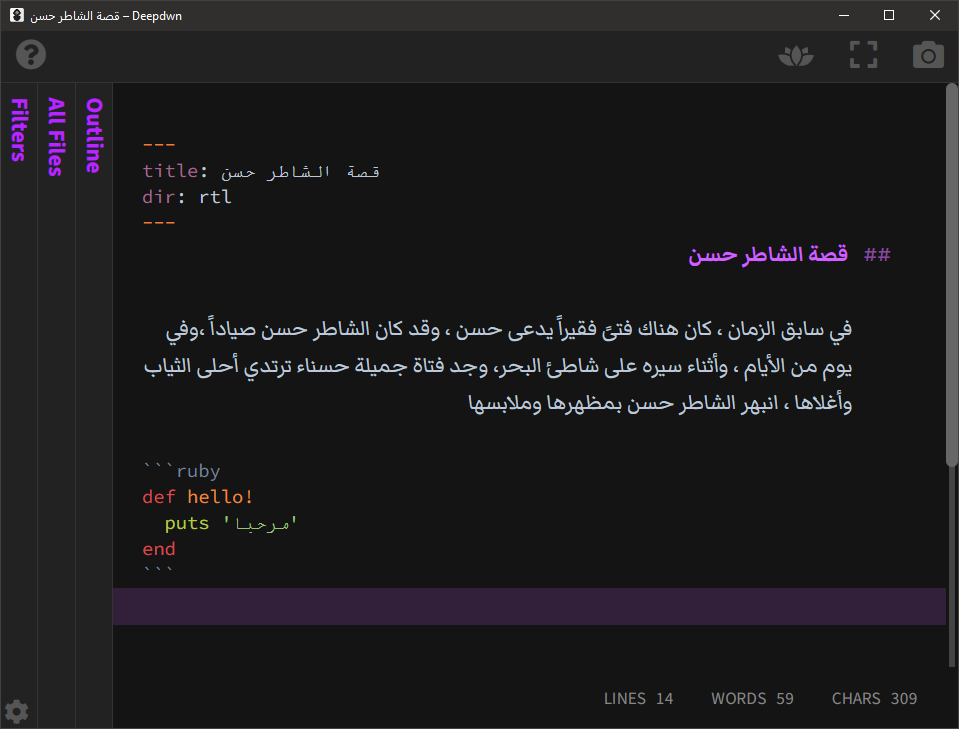 قصة الشاطر حسن – Deepdwn
Filters
All Files
Outline
---
title: قصة الشاطر حسن
dir: rtl
---
## قصة الشاطر حسن
في سابق الزمان ، كان هناك فتىً فقيراً يدعى حسن ، وقد كان الشاطر حسن صياداً ،وفي
يوم من الأيام ، وأثناء سيره على شاطئ البحر، وجد فتاة جميلة حسناء ترتدي أحلى الثياب
وأغلاها ، انبهر الشاطر حسن بمظهرها وملابسها
```ruby
def hello!
  puts 'مرحبا'
end
```
LINES 14 WORDS 59 CHARS 309